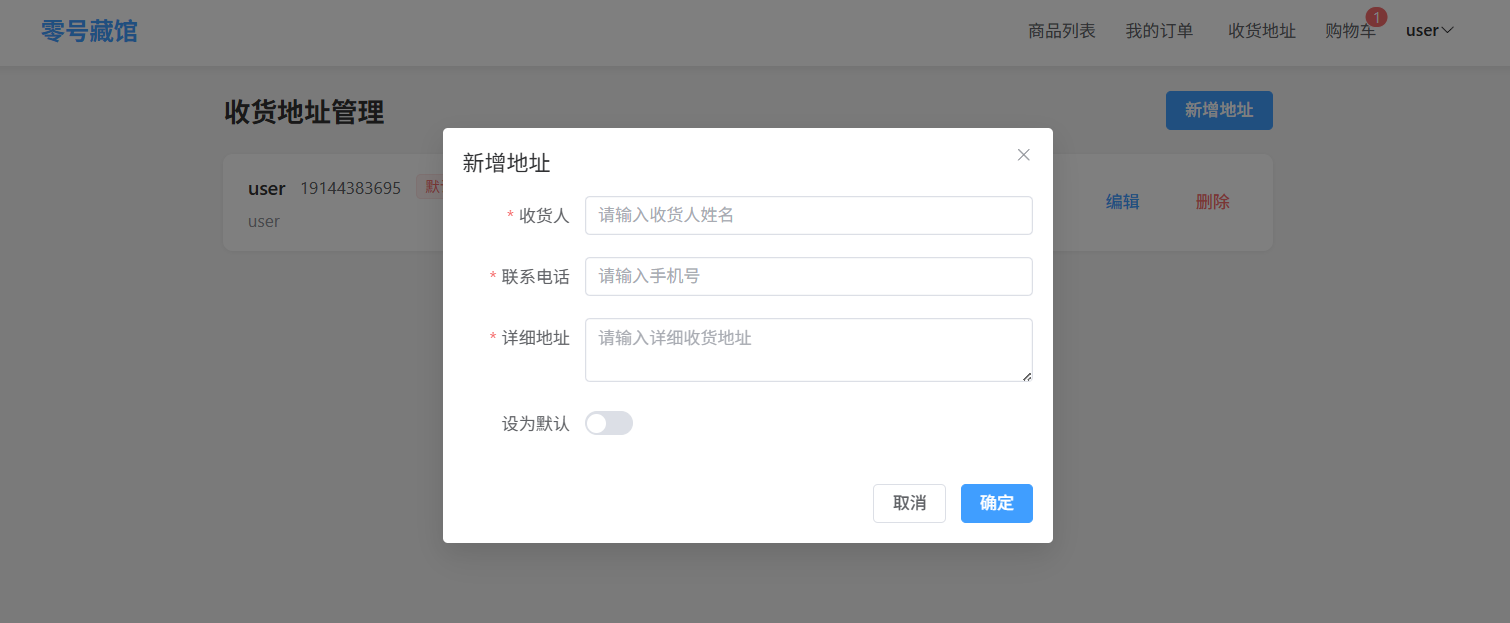 零号藏馆 商品列表 我的订单 收货地址 购物车 1 user
收货地址管理 新增地址
新增地址
user 19144383695
user
编辑 删除
* 收货人 请输入收货人姓名
* 联系电话 请输入手机号
* 详细地址 请输入详细收货地址
设为默认
取消 确定